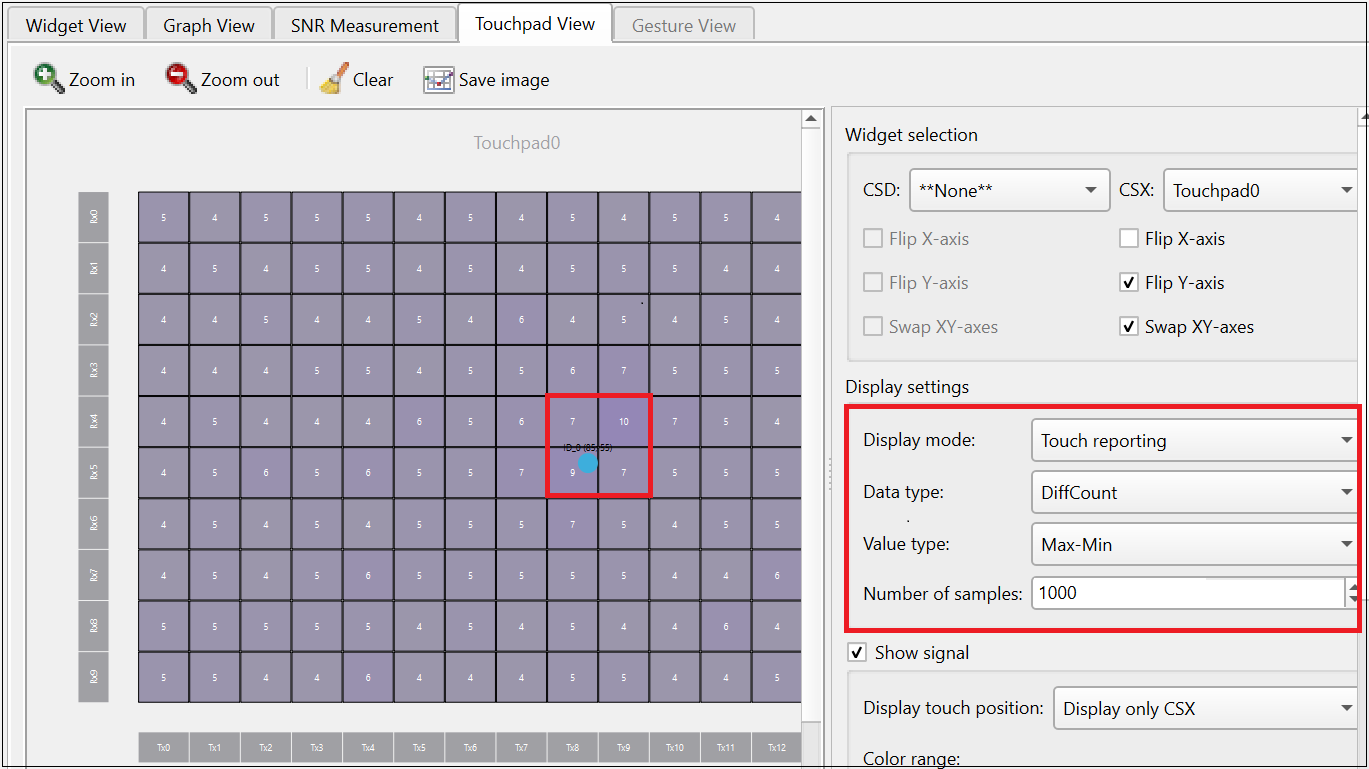 Widget View Graph View SNR Measurement Touchpad View Gesture View
Zoom in Zoom out Clear Save image
Touchpad0
Rx0 5 4 5 5 5 4 5 4 5 4 5 5 4
Rx1 4 5 4 5 5 4 5 4 5 5 5 4 4
Rx2 4 4 5 4 4 5 4 6 4 5 4 5 4
Rx3 4 4 4 5 5 4 5 5 6 7 5 5 5
Rx4 4 5 4 4 4 6 5 6 7 10 7 5 4
ID_0 (85, 55)
Rx5 4 5 6 5 6 5 5 7 9 7 5 5 5
Rx6 4 5 4 4 5 5 5 5 7 5 4 5 5
Rx7 4 5 4 5 6 5 5 5 5 5 4 4 6
Rx8 5 5 5 5 4 4 5 4 5 4 4 6 4
Rx9 5 5 4 4 6 4 4 5 5 5 4 4 5
Tx0 Tx1 Tx2 Tx3 Tx4 Tx5 Tx6 Tx7 Tx8 Tx9 Tx10 Tx11 Tx12
Widget selection
CSD: **None** CSX: Touchpad0
Flip X-axis Flip X-axis
Flip Y-axis Flip Y-axis
Swap XY-axes Swap XY-axes
Display settings
Display mode: Touch reporting
Data type: DiffCount
Value type: Max-Min
Number of samples: 1000
Show signal
Display touch position: Display only CSX
Color range: